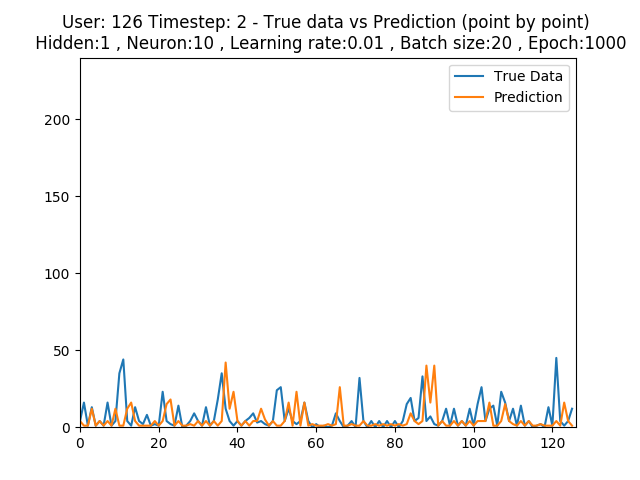 User: 126 Timestep: 2 - True data vs Prediction (point by point)
Hidden:1 , Neuron:10 , Learning rate:0.01 , Batch size:20 , Epoch:1000
True Data
Prediction
200
150
100
50
0
0 20 40 60 80 100 120